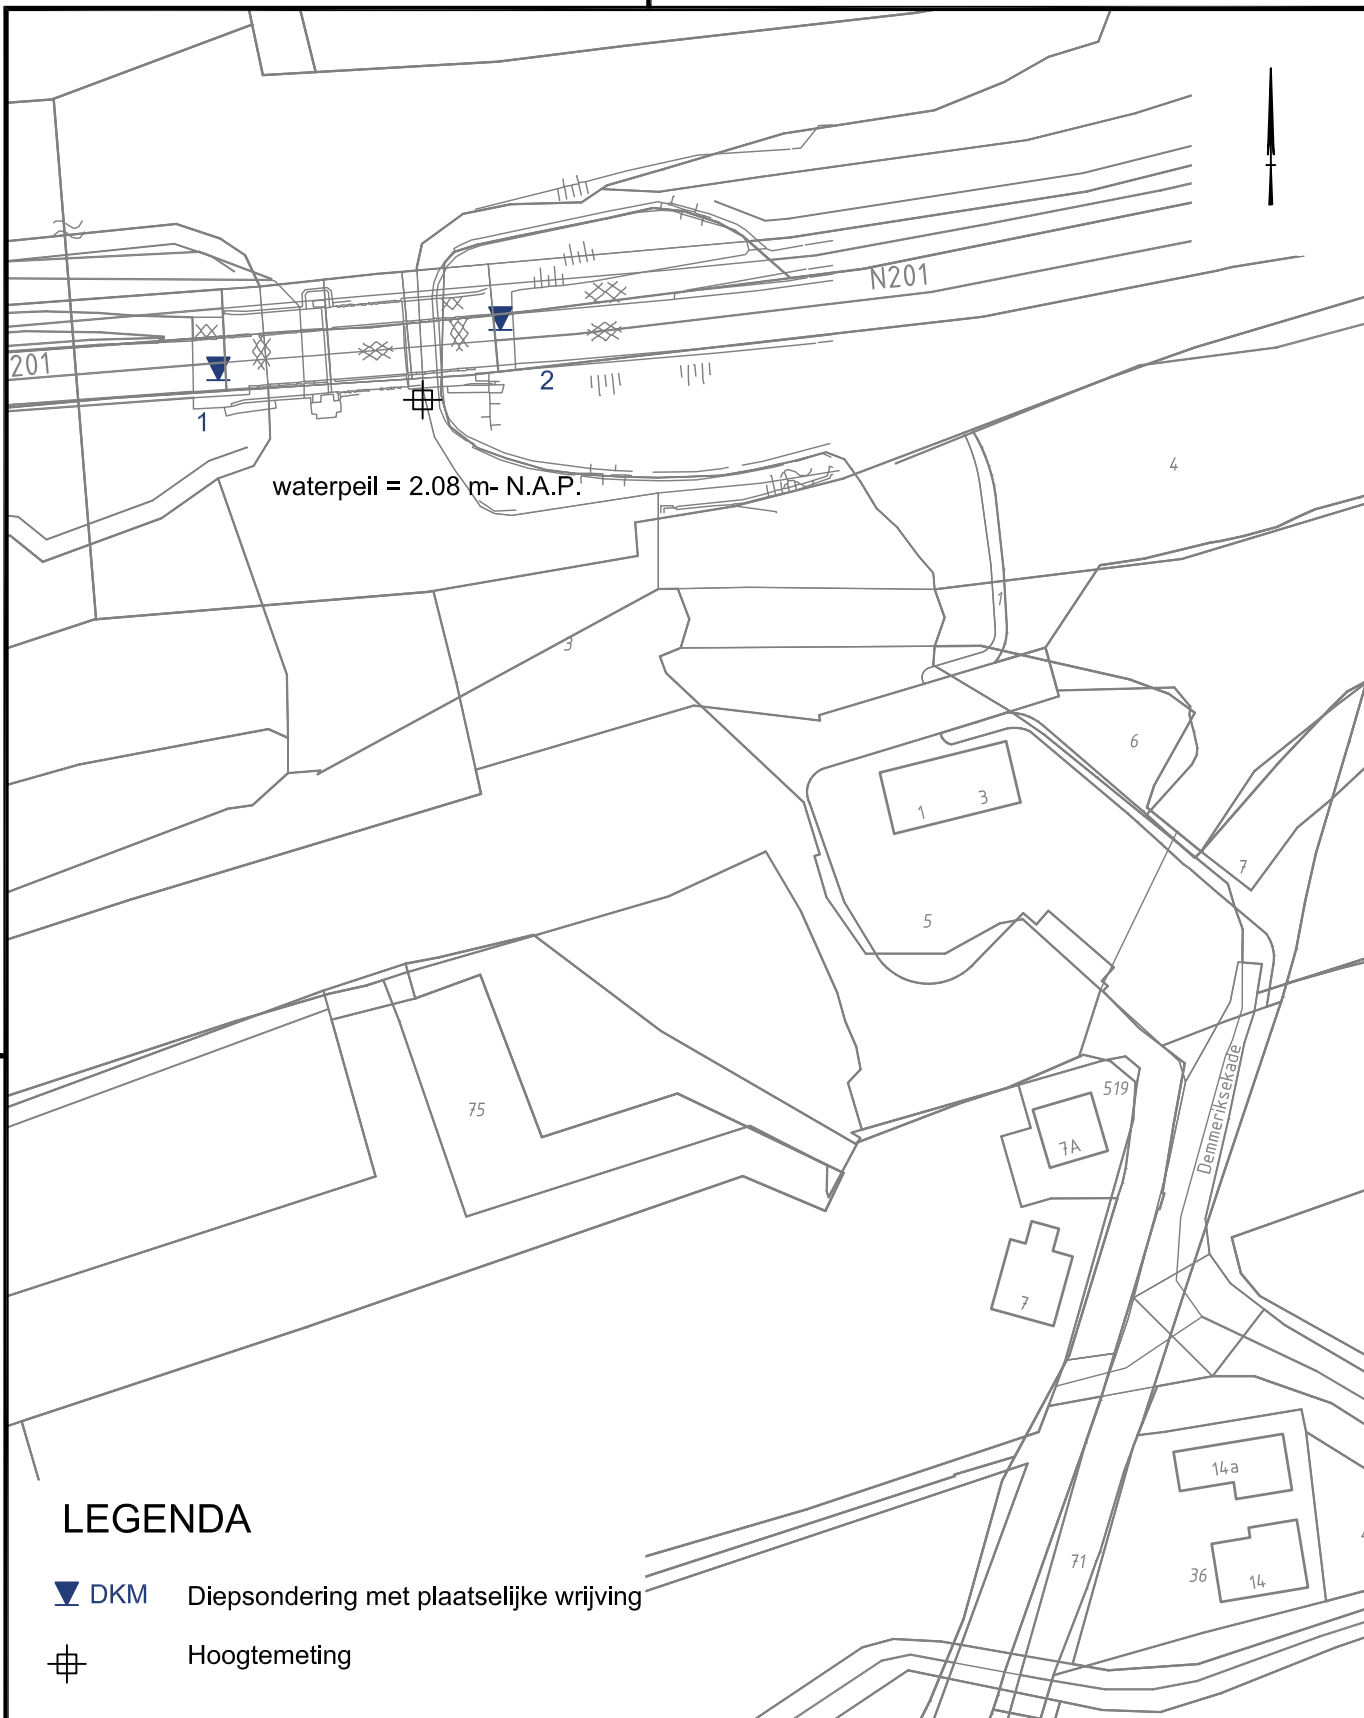 N201
201
2
1
waterpeil = 2.08 m- N.A.P.
4
1
3
6
1 3
7
5
Demmeriksekade
519
75
7A
7
14a
71
36
14
LEGENDA
DKM Diepsondering met plaatselijke wrijving
Hoogtemeting